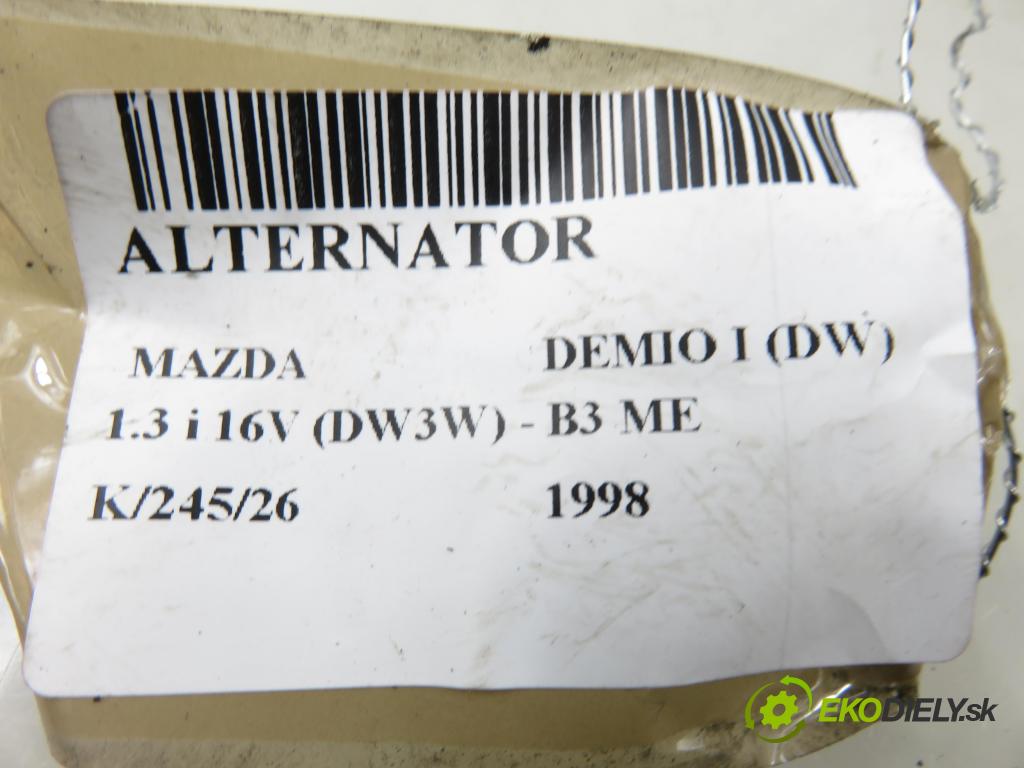 ALTERNATOR
MAZDA DEMIO I (DW)
1.3 i 16V (DW3W) - B3 ME
K/245/26 1998
EKODIELY.sk